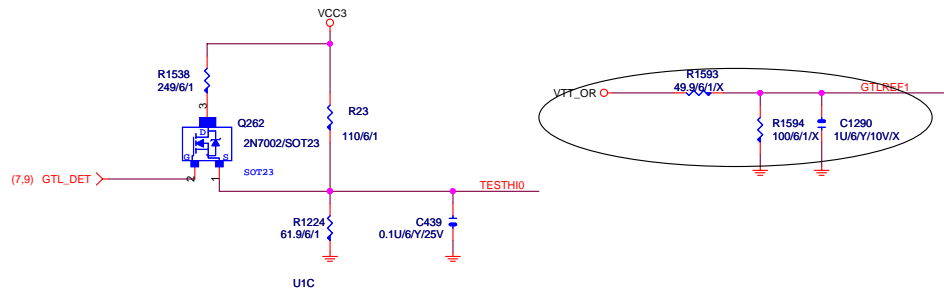 VCC3
R1538
249/6/1
R1593
49.9/6/1/X
VTT_OR
GTLREF1
3
D
Q262
2N7002/SOT23
R23
110/6/1
R1594
100/6/1/X
C1290
1U/6/Y/10V/X
G
S
SOT23
(7,9) GTL_DET
2
1
TESTHI0
R1224
61.9/6/1
C439
0.1U/6/Y/25V
U1C